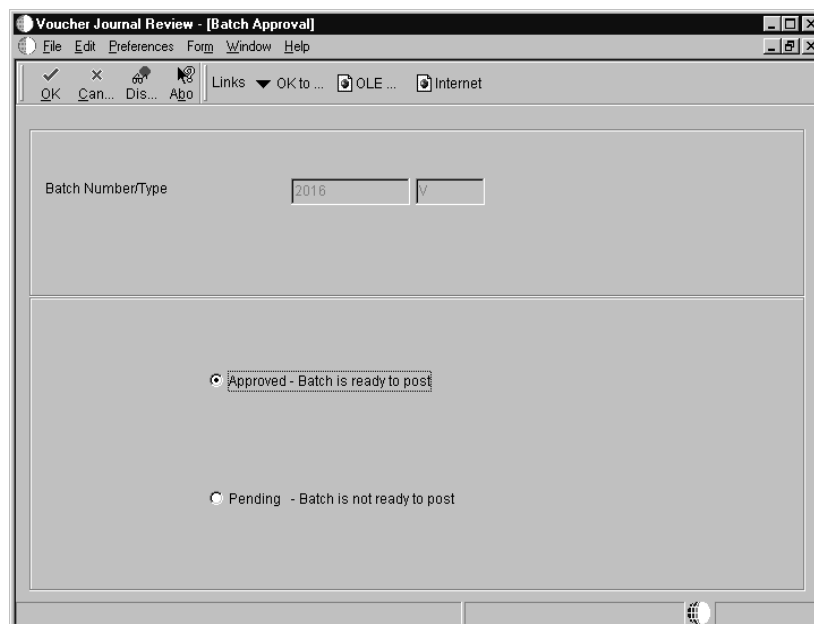 Voucher Journal Review - [Batch Approval]
File Edit Preferences Form Window Help
OK Can... Dis... Abo Links OK to ... OLE ... Internet
Batch Number/Type 2016 V
Approved - Batch is ready to post
Pending - Batch is not ready to post